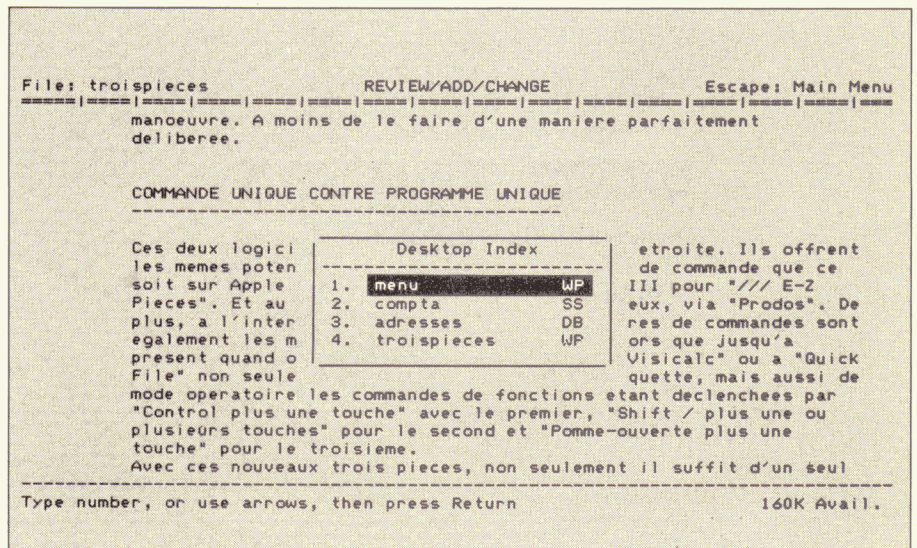 File: troispieces REVIEW/ADD/CHANGE Escape: Main Menu
=====|====|====|====|====|====|====|====|====|====|====|====|====|====|====|===
manoeuvre. A moins de le faire d'une maniere parfaitement
deliberee.
COMMANDE UNIQUE CONTRE PROGRAMME UNIQUE
----------------------------------------
Ces deux logici | Desktop Index | etroite. Ils offrent
les memes poten |---------------------------| de commande que ce
soit sur Apple | 1. menu WP | III pour "/// E-Z
Pieces". Et au | 2. compta SS | eux, via "Prodos". De
plus, a l'inter | 3. adresses DB | res de commandes sont
egalement les m | 4. troispieces WP | ors que jusqu'a
present quand o | | Visicalc" ou a "Quick
File" non seule quette, mais aussi de
mode operatoire les commandes de fonctions etant declenchees par
"Control plus une touche" avec le premier, "Shift / plus une ou
plusieurs touches" pour le second et "Pomme-ouverte plus une
touche" pour le troisieme.
Avec ces nouveaux trois pieces, non seulement il suffit d'un seul
--------------------------------------------------------------------------------
Type number, or use arrows, then press Return 160K Avail.